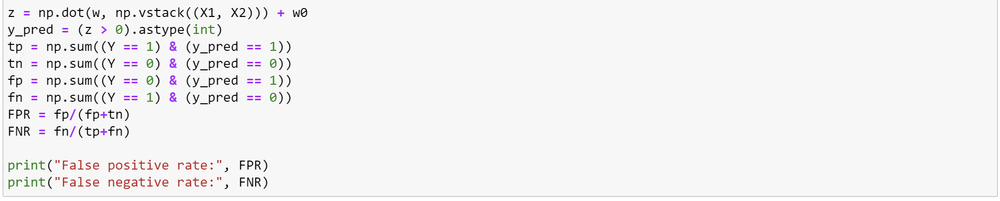 z = np.dot(w, np.vstack((X1, X2))) + w0
y_pred = (z > 0).astype(int)
tp = np.sum((Y == 1) & (y_pred == 1))
tn = np.sum((Y == 0) & (y_pred == 0))
fp = np.sum((Y == 0) & (y_pred == 1))
fn = np.sum((Y == 1) & (y_pred == 0))
FPR = fp/(fp+tn)
FNR = fn/(tp+fn)
print("False positive rate:", FPR)
print("False negative rate:", FNR)